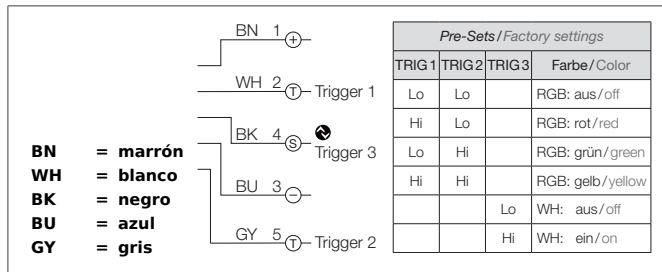 BN 1 +
WH 2 T Trigger 1
BK 4 S Trigger 3
BU 3 −
GY 5 T Trigger 2
BN = marrón
WH = blanco
BK = negro
BU = azul
GY = gris
Pre-Sets/Factory settings
TRIG 1 TRIG 2 TRIG 3 Farbe/Color
Lo Lo RGB: aus/off
Hi Lo RGB: rot/red
Lo Hi RGB: grün/green
Hi Hi RGB: gelb/yellow
Lo WH: aus/off
Hi WH: ein/on